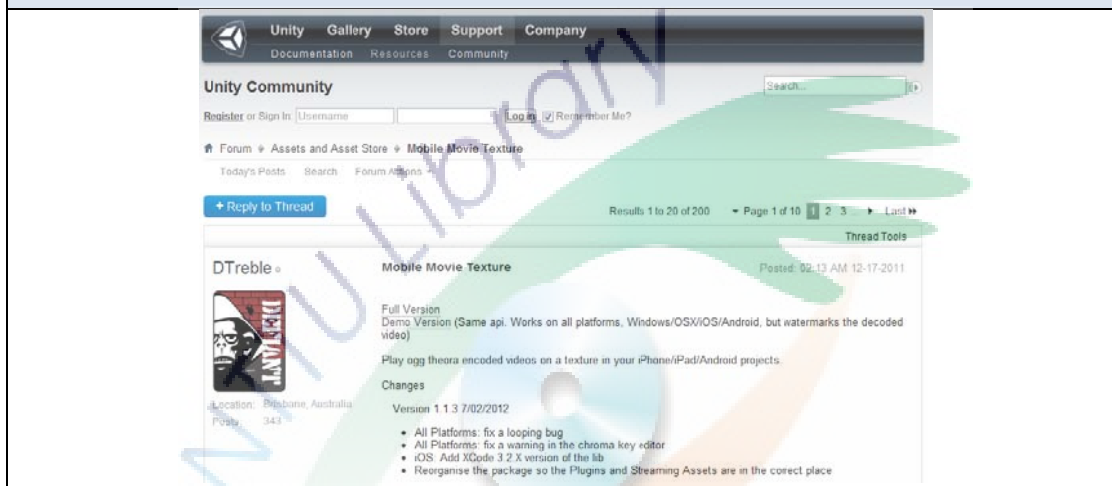 Unity Gallery Store Support Company
Documentation Resources Community
Unity Community
Search...
Register or Sign In: Username Log in Remember Me?
Forum Assets and Asset Store Mobile Movie Texture
Today's Posts Search Forum Actions
+ Reply to Thread
Results 1 to 20 of 200 Page 1 of 10 1 2 3 ... Last
Thread Tools
DTreble
Mobile Movie Texture
Posted: 02:13 AM 12-17-2011
DEFIANT
Full Version
Demo Version (Same api. Works on all platforms, Windows/OSX/iOS/Android, but watermarks the decoded
video)
Play ogg theora encoded videos on a texture in your iPhone/iPad/Android projects.
Changes
Location: Brisbane, Australia
Posts: 343
Version 1.1.3 7/02/2012
• All Platforms: fix a looping bug
• All Platforms: fix a warning in the chroma key editor
• iOS: Add XCode 3.2.X version of the lib
• Reorganise the package so the Plugins and Streaming Assets are in the corect place
Library